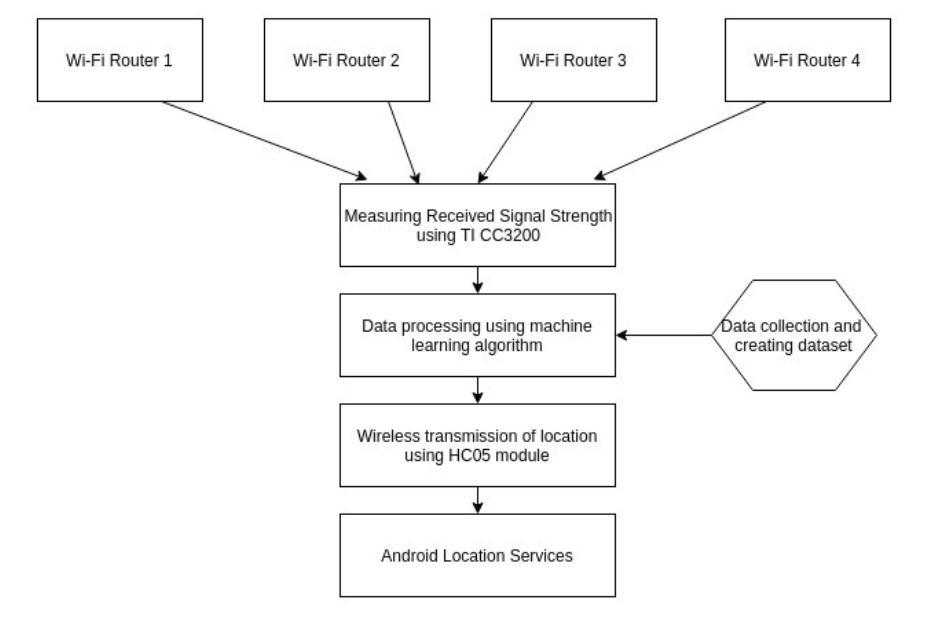 Wi-Fi Router 1
Wi-Fi Router 2
Wi-Fi Router 3
Wi-Fi Router 4
Measuring Received Signal Strength
using TI CC3200
Data processing using machine
learning algorithm
Data collection and
creating dataset
Wireless transmission of location
using HC05 module
Android Location Services